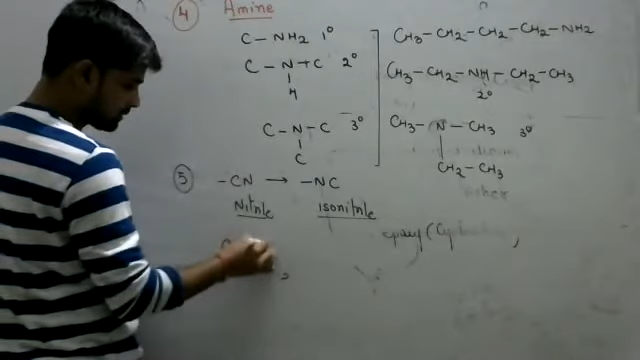 4 Amine
C - NH2 1°
C - N + C 2°
H
C - N - C 3°
C
CH3 - CH2 - CH2 - CH2 - NH2
CH3 - CH2 - NH - CH2 - CH3
2°
CH3 - N - CH3 3°
CH2 - CH3
5 - CN → - NC
Nitrile isonitrile